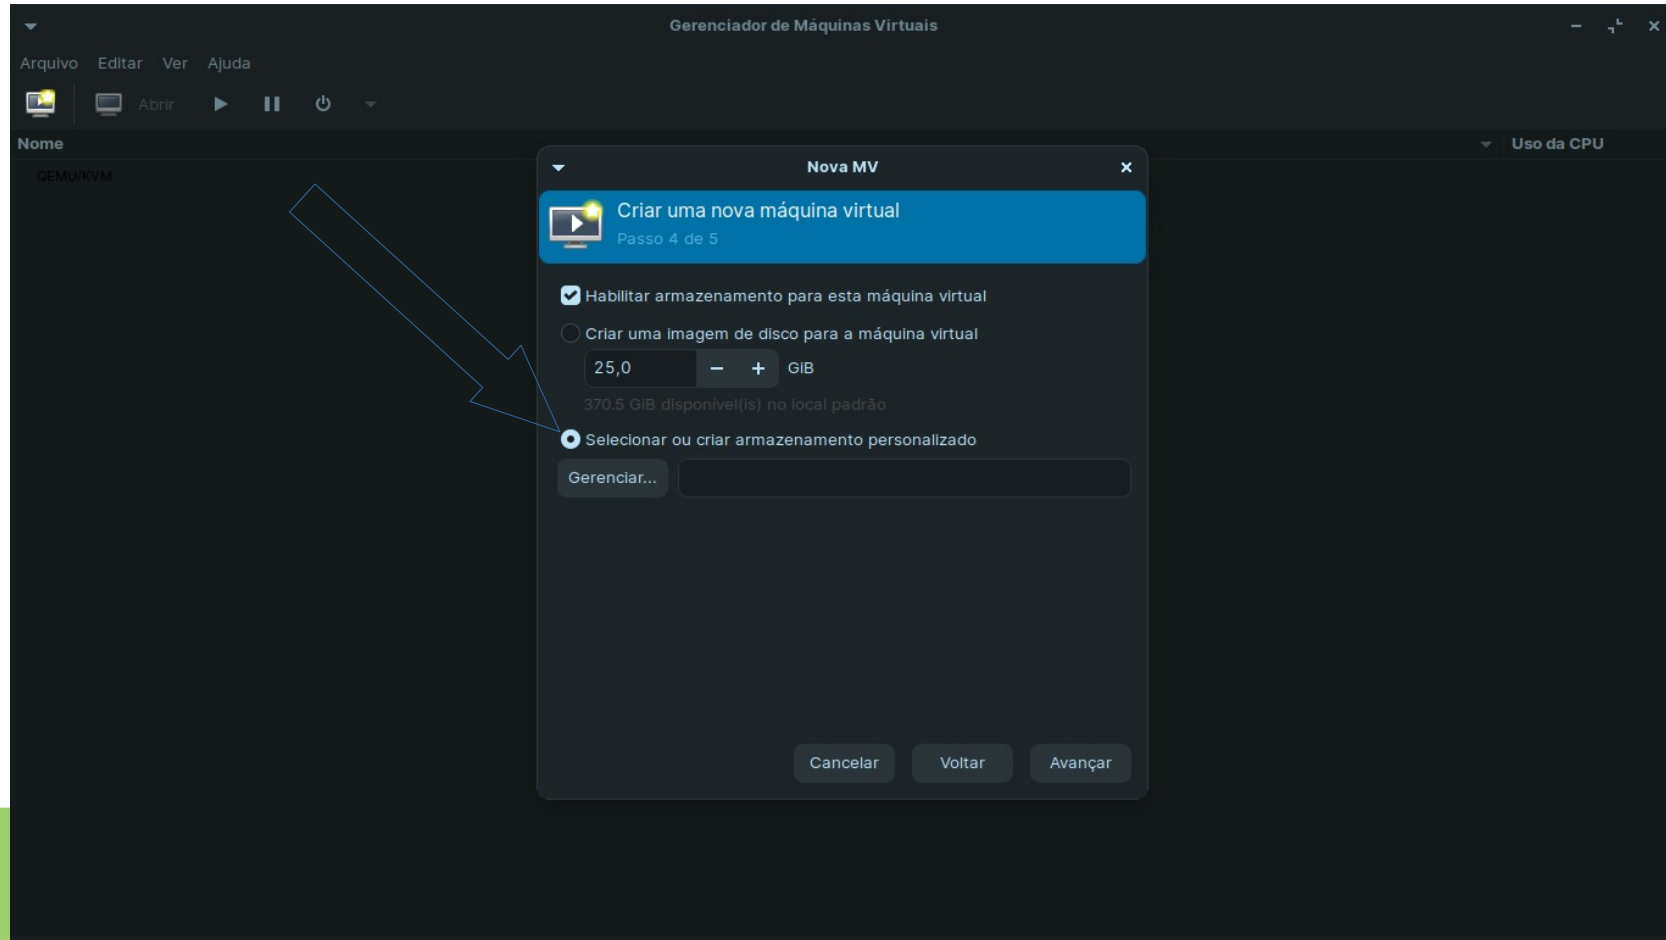 Gerenciador de Máquinas Virtuais
Arquivo Editar Ver Ajuda
Abrir
Nome
Uso da CPU
QEMU/KVM
Nova MV
Criar uma nova máquina virtual
Passo 4 de 5
Habilitar armazenamento para esta máquina virtual
Criar uma imagem de disco para a máquina virtual
25,0 GiB
370.5 GiB disponível(is) no local padrão
Selecionar ou criar armazenamento personalizado
Gerenciar...
Cancelar Voltar Avançar